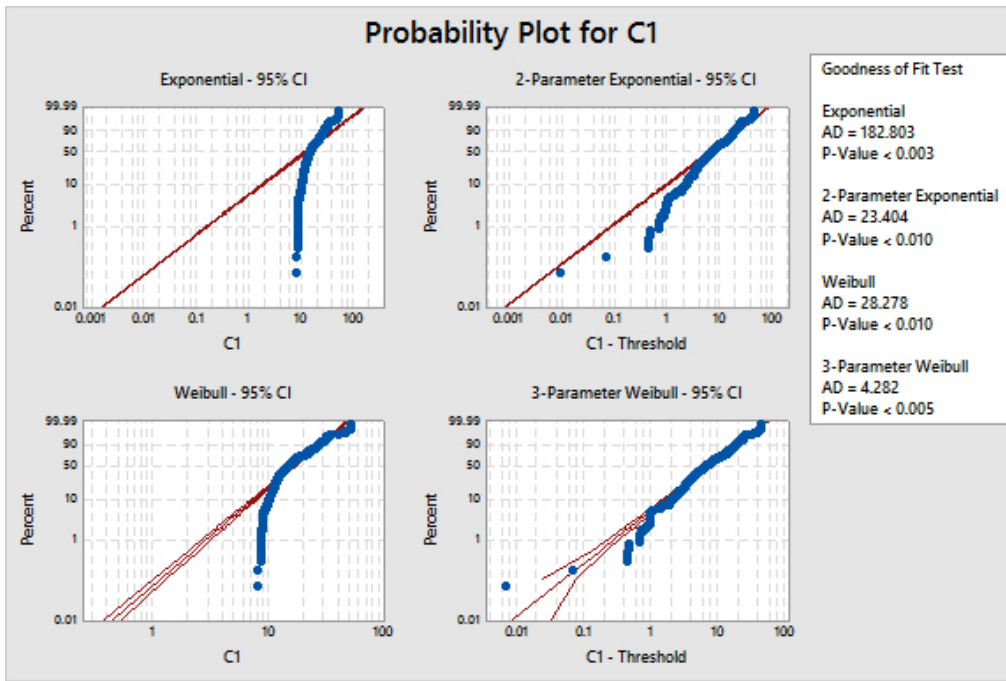 Probability Plot for C1
Exponential - 95% CI
99.99
90
50
10
1
0.01
Percent
0.001 0.01 0.1 1 10 100
C1
2-Parameter Exponential - 95% CI
99.99
90
50
10
1
0.01
Percent
0.001 0.01 0.1 1 10 100
C1 - Threshold
Weibull - 95% CI
99.99
90
50
10
1
0.01
Percent
1 10 100
C1
3-Parameter Weibull - 95% CI
99.99
90
50
10
1
0.01
Percent
0.01 0.1 1 10 100
C1 - Threshold
Goodness of Fit Test
Exponential
AD = 182.803
P-Value < 0.003
2-Parameter Exponential
AD = 23.404
P-Value < 0.010
Weibull
AD = 28.278
P-Value < 0.010
3-Parameter Weibull
AD = 4.282
P-Value < 0.005